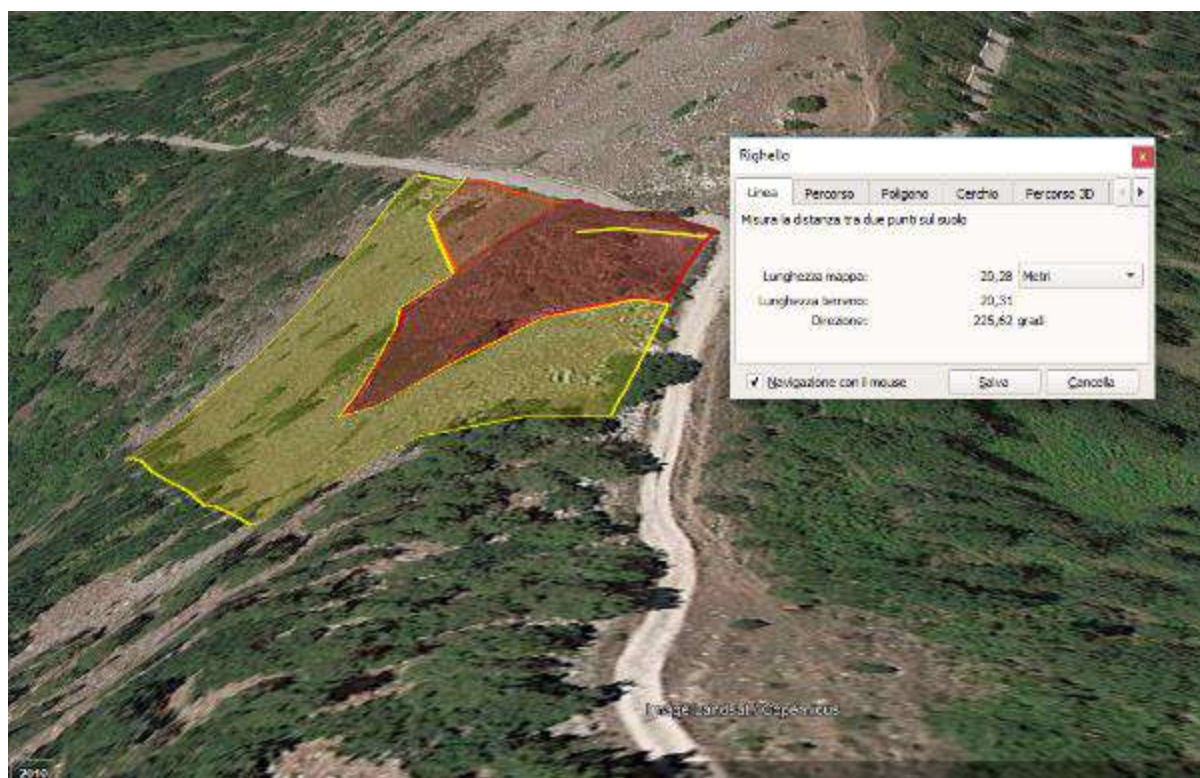 Righello
x
Linea Percorso Poligono Cerchio Percorso 3D
Misura la distanza tra due punti sul suolo
Lunghezza mappa: 20,28 Metri
Lunghezza terreno: 20,31
Direzione: 225,62 gradi
Navigazione con il mouse Salva Cancella
Image Landsat / Copernicus
2010